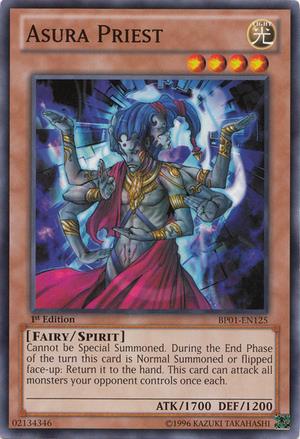 ASURA PRIEST
LIGHT
光
1st Edition
BP01-EN125
[FAIRY/SPIRIT]
Cannot be Special Summoned. During the End Phase
of the turn this card is Normal Summoned or flipped
face-up: Return it to the hand. This card can attack all
monsters your opponent controls once each.
ATK/1700 DEF/1200
02134346
©1996 KAZUKI TAKAHASHI